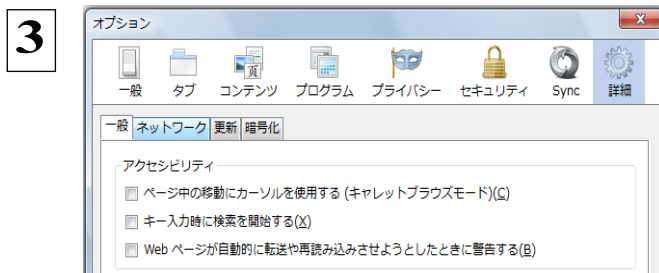 3
オプション
一般 タブ コンテンツ プログラム プライバシー セキュリティ Sync 詳細
一般 ネットワーク 更新 暗号化
アクセシビリティ
ページ中の移動にカーソルを使用する (キャレットブラウズモード)(C)
キー入力時に検索を開始する(X)
Web ページが自動的に転送や再読み込みさせようとしたときに警告する(B)